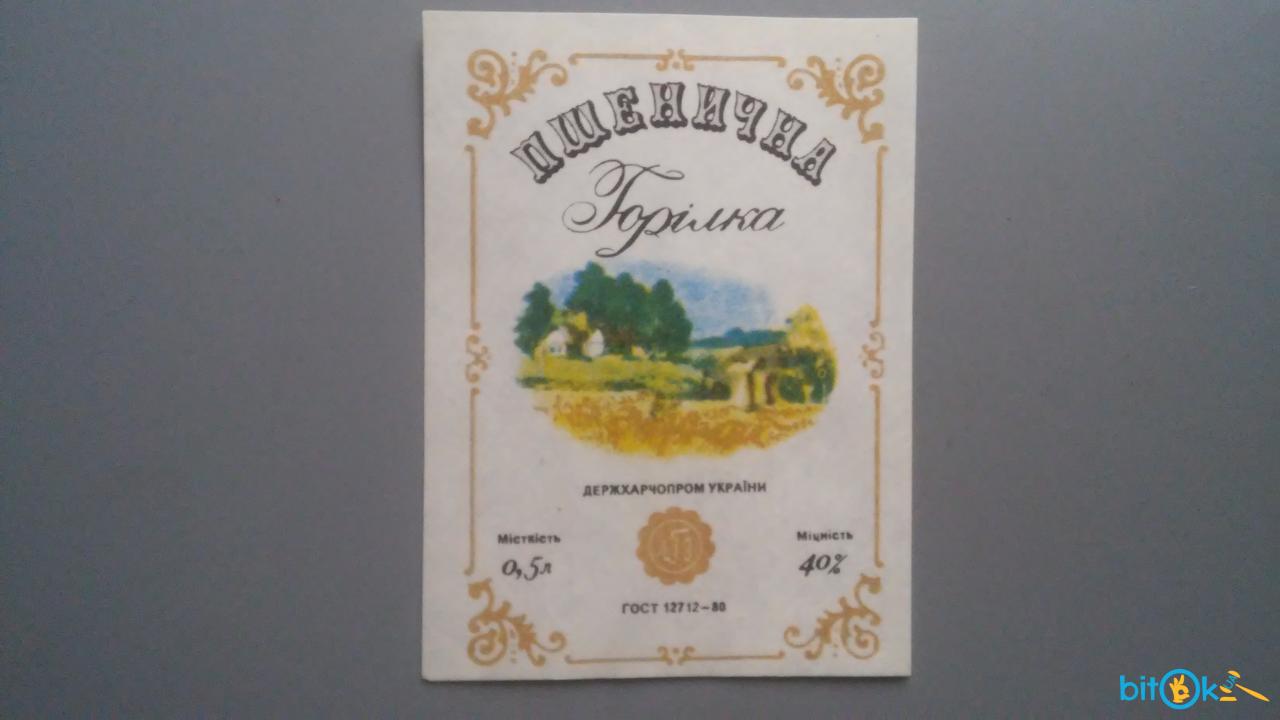 ПШЕНИЧНА
Горілка
ДЕРЖХАРЧОПРОМ УКРАЇНИ
Місткість
0,5л
Міцність
40%
ГОСТ 12712-80
bitOk